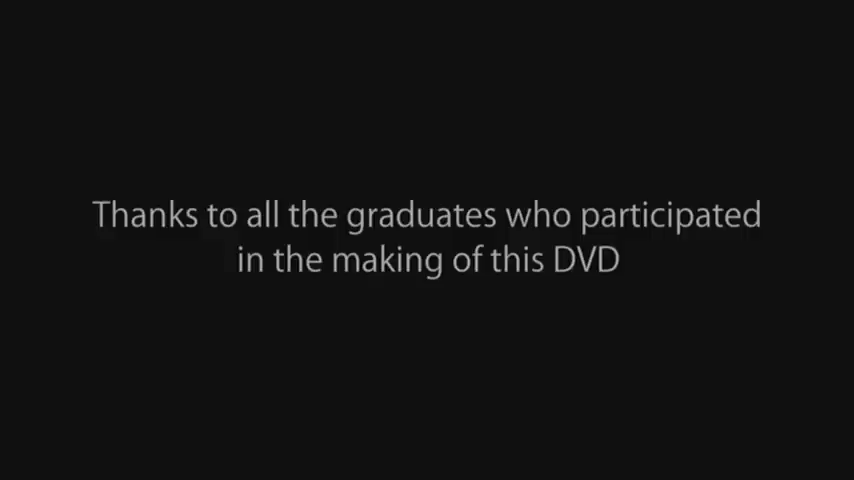 Thanks to all the graduates who participated
in the making of this DVD